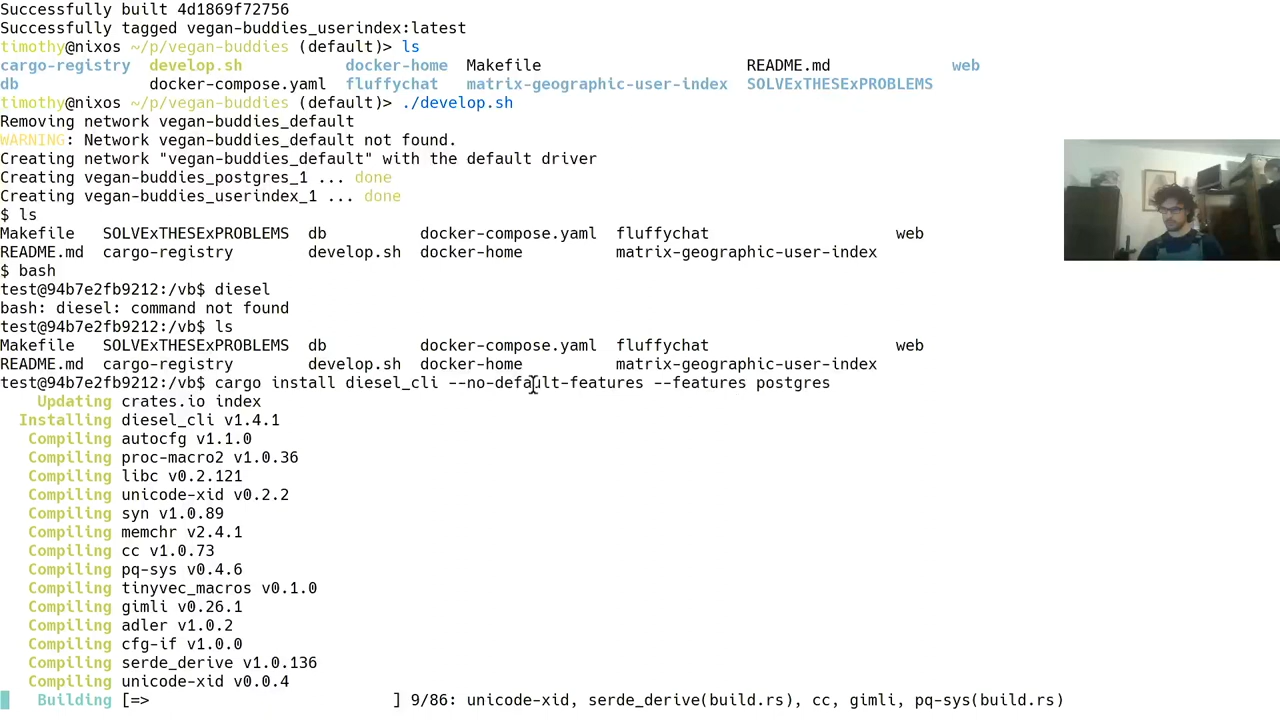 Successfully built 4d1869f72756
Successfully tagged vegan-buddies_userindex:latest
timothy@nixos ~/p/vegan-buddies (default)> ls
cargo-registry  develop.sh           docker-home  Makefile                      README.md             web
db              docker-compose.yaml  fluffychat   matrix-geographic-user-index  SOLVExTHESExPROBLEMS
timothy@nixos ~/p/vegan-buddies (default)> ./develop.sh
Removing network vegan-buddies_default
WARNING: Network vegan-buddies_default not found.
Creating network "vegan-buddies_default" with the default driver
Creating vegan-buddies_postgres_1 ... done
Creating vegan-buddies_userindex_1 ... done
$ ls
Makefile   SOLVExTHESExPROBLEMS  db          docker-compose.yaml  fluffychat                    web
README.md  cargo-registry        develop.sh  docker-home          matrix-geographic-user-index
$ bash
test@94b7e2fb9212:/vb$ diesel
bash: diesel: command not found
test@94b7e2fb9212:/vb$ ls
Makefile   SOLVExTHESExPROBLEMS  db          docker-compose.yaml  fluffychat                    web
README.md  cargo-registry        develop.sh  docker-home          matrix-geographic-user-index
test@94b7e2fb9212:/vb$ cargo install diesel_cli --no-default-features --features postgres
    Updating crates.io index
  Installing diesel_cli v1.4.1
   Compiling autocfg v1.1.0
   Compiling proc-macro2 v1.0.36
   Compiling libc v0.2.121
   Compiling unicode-xid v0.2.2
   Compiling syn v1.0.89
   Compiling memchr v2.4.1
   Compiling cc v1.0.73
   Compiling pq-sys v0.4.6
   Compiling tinyvec_macros v0.1.0
   Compiling gimli v0.26.1
   Compiling adler v1.0.2
   Compiling cfg-if v1.0.0
   Compiling serde_derive v1.0.136
   Compiling unicode-xid v0.0.4
    Building [=>                          ] 9/86: unicode-xid, serde_derive(build.rs), cc, gimli, pq-sys(build.rs)